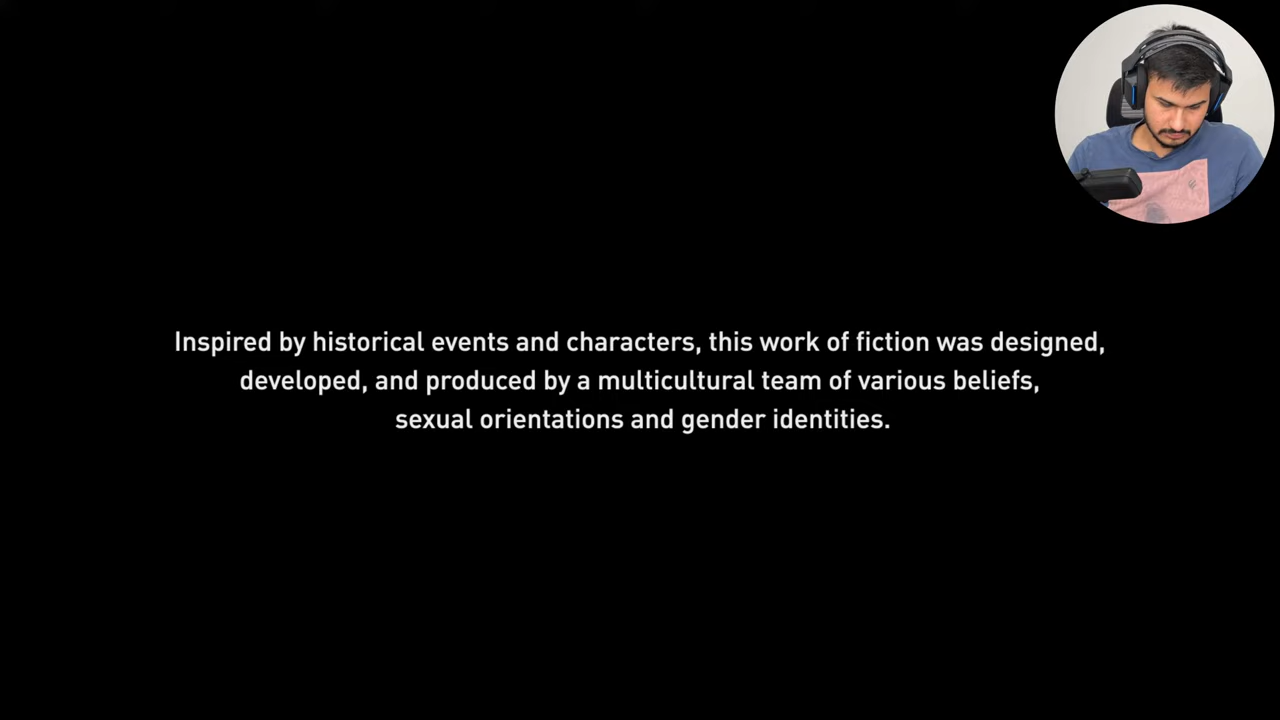 Inspired by historical events and characters, this work of fiction was designed,
developed, and produced by a multicultural team of various beliefs,
sexual orientations and gender identities.